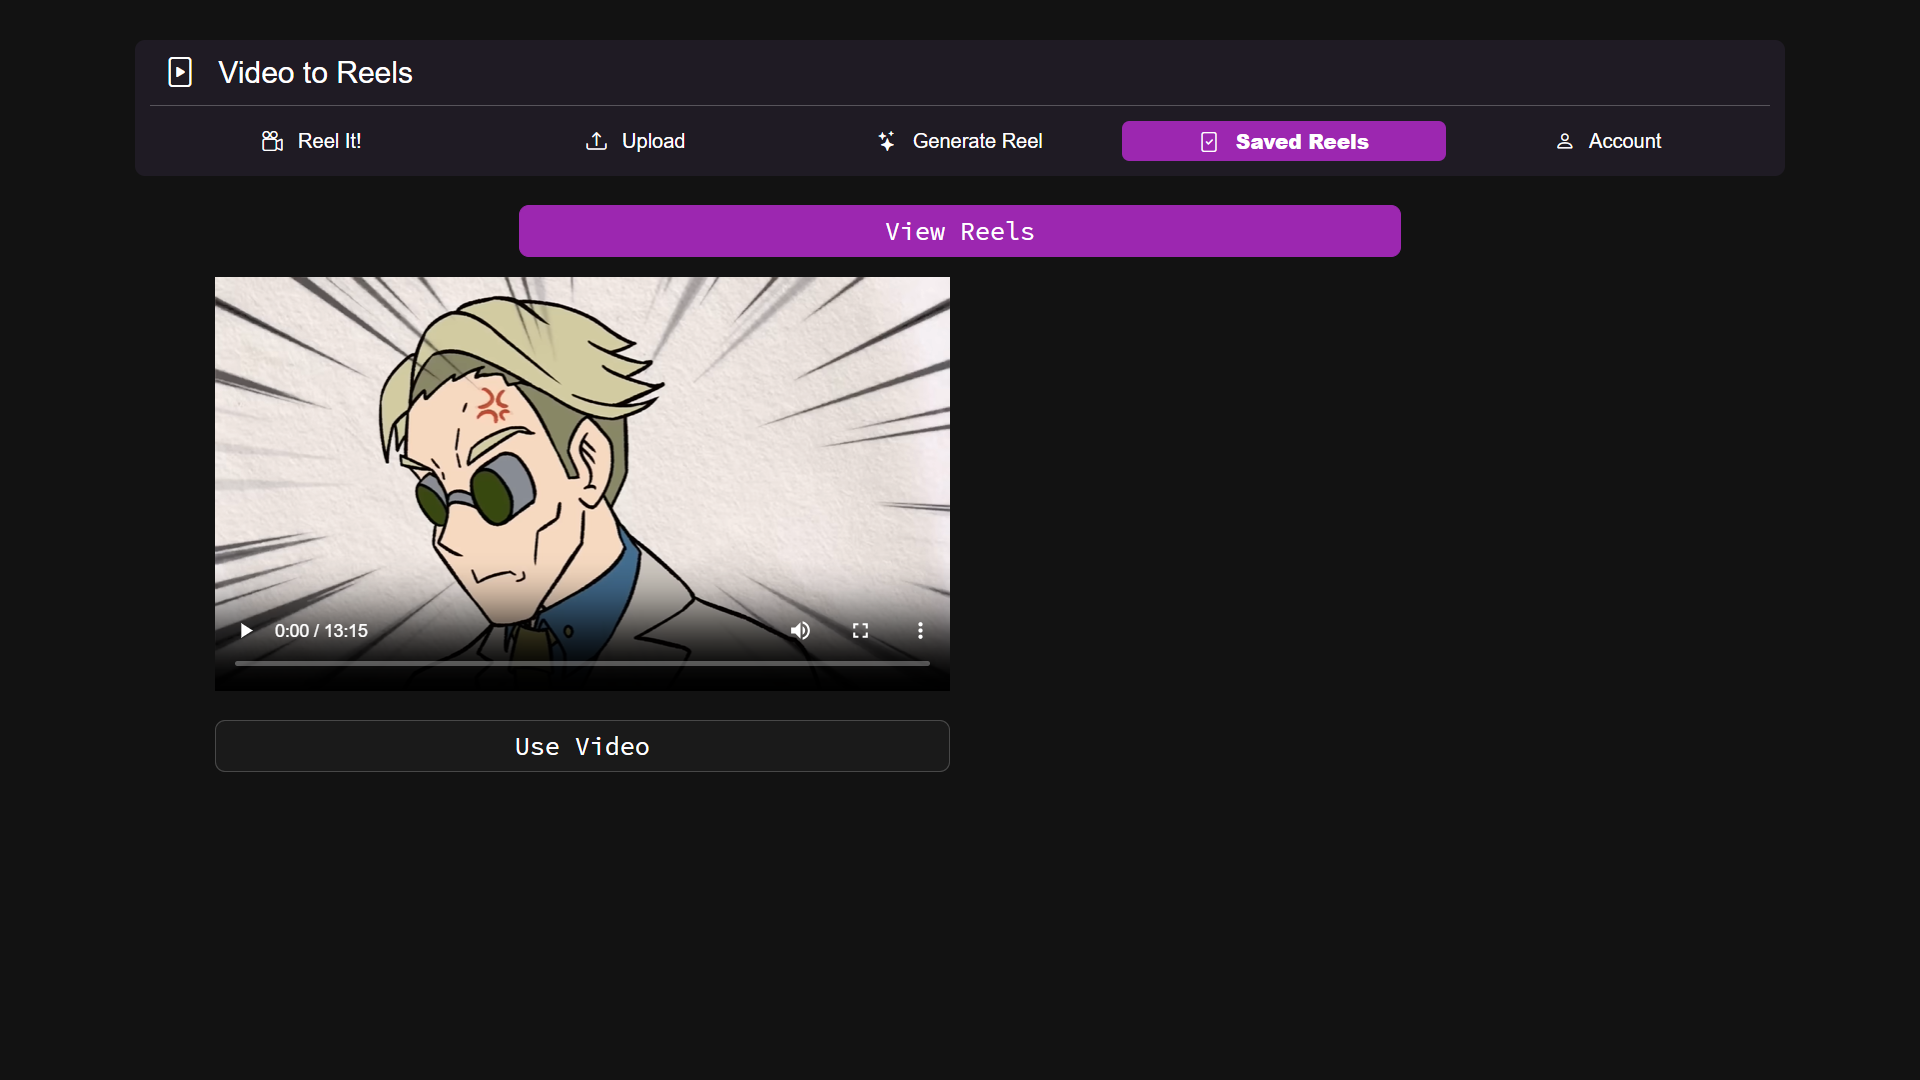 Video to Reels
Reel It!
Upload
Generate Reel
Saved Reels
Account
View Reels
0:00 / 13:15
Use Video